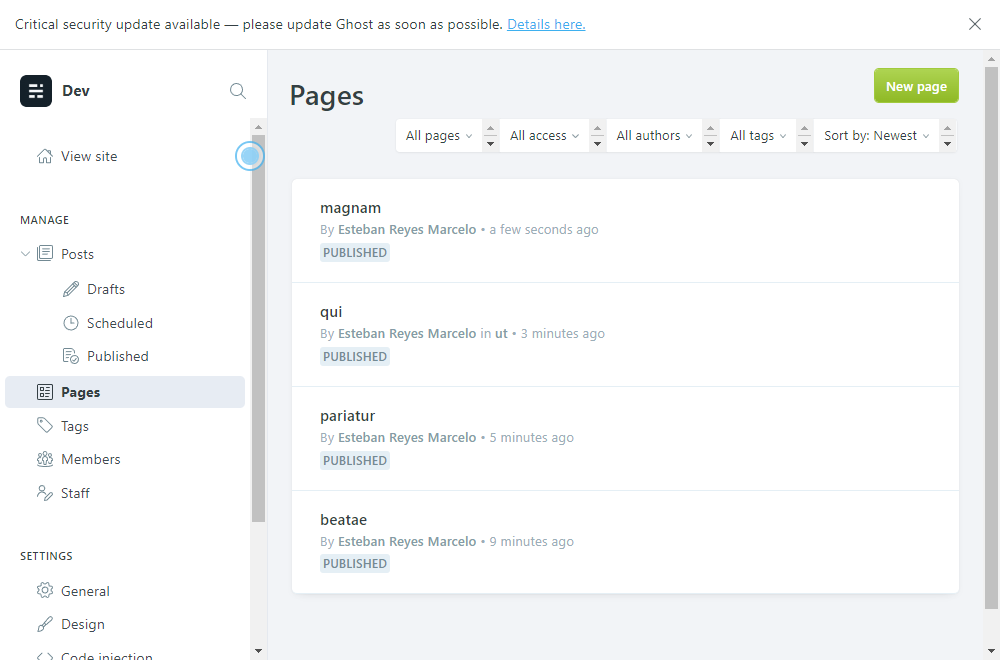 Critical security update available — please update Ghost as soon as possible. Details here.
Dev
View site
MANAGE
Posts
Drafts
Scheduled
Published
Pages
Tags
Members
Staff
SETTINGS
General
Design
Code injection
Pages
New page
All pages
All access
All authors
All tags
Sort by: Newest
magnam
By Esteban Reyes Marcelo • a few seconds ago
PUBLISHED
qui
By Esteban Reyes Marcelo in ut • 3 minutes ago
PUBLISHED
pariatur
By Esteban Reyes Marcelo • 5 minutes ago
PUBLISHED
beatae
By Esteban Reyes Marcelo • 9 minutes ago
PUBLISHED